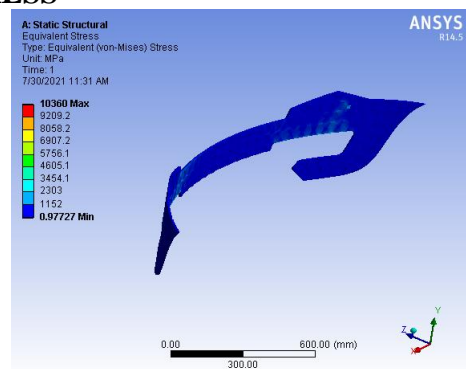 A: Static Structural
Equivalent Stress
Type: Equivalent (von-Mises) Stress
Unit: MPa
Time: 1
7/30/2021 11:31 AM
ANSYS
R14.5
10360 Max
9209.2
8058.2
6907.2
5756.1
4605.1
3454.1
2303
1152
0.97727 Min
0.00
600.00 (mm)
300.00
Y
Z
X